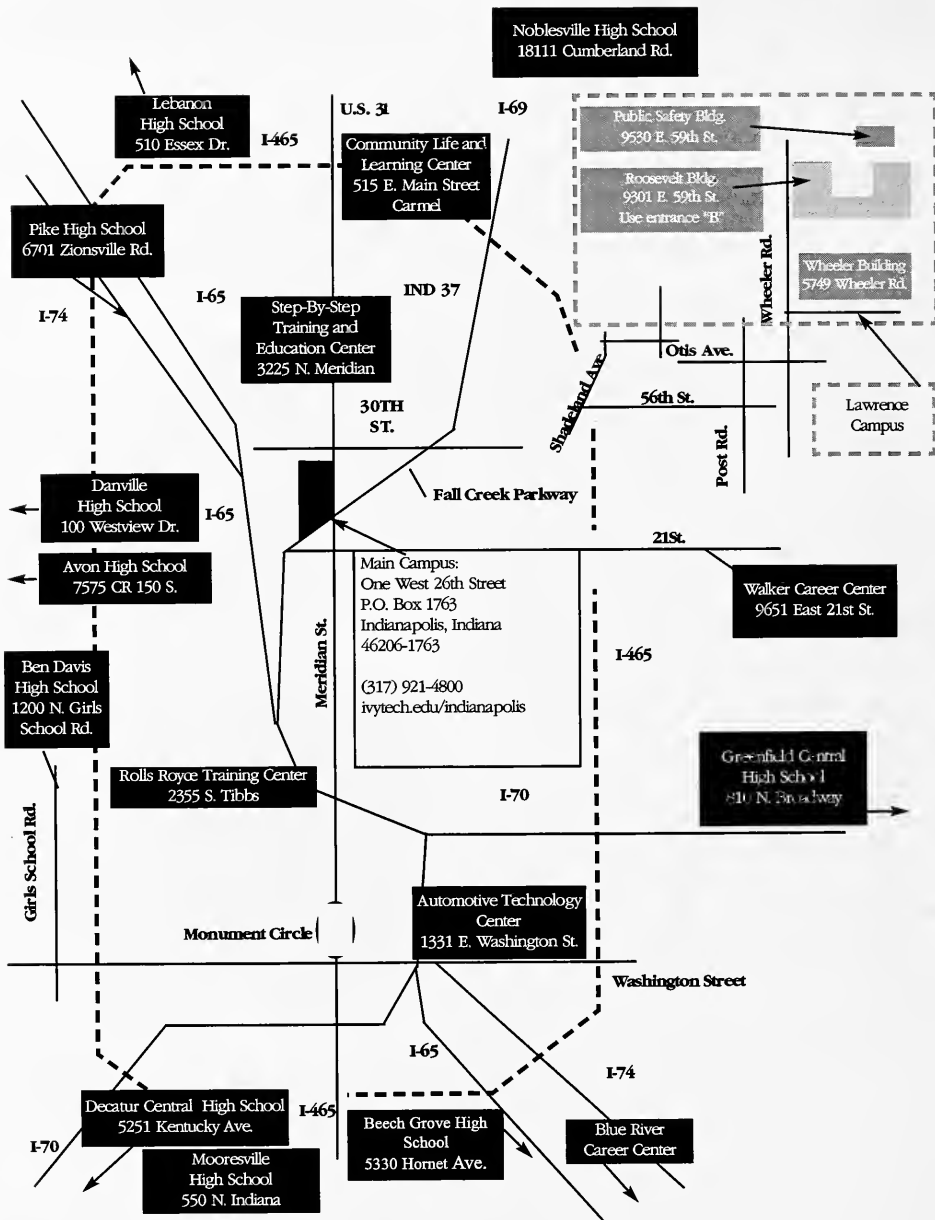 Noblesville High School
18111 Cumberland Rd.
Lebanon
High School
510 Essex Dr.
I-465
U.S. 31
I-69
Community Life and
Learning Center
515 E. Main Street
Carmel
Public Safety Bldg.
9530 E. 59th St.
Roosevelt Bldg.
9301 E. 59th St.
Use entrance "B"
Wheeler Rd.
Wheeler Building
5749 Wheeler Rd.
Pike High School
6701 Zionsville Rd.
I-74
I-65
IND 37
Step-By-Step
Training and
Education Center
3225 N. Meridian
Shadeland Ave.
Otis Ave.
56th St.
Post Rd.
Lawrence
Campus
30TH
ST.
Fall Creek Parkway
Danville
High School
100 Westview Dr.
I-65
Avon High School
7575 CR 150 S.
21St.
Main Campus:
One West 26th Street
P.O. Box 1763
Indianapolis, Indiana
46206-1763
(317) 921-4800
ivytech.edu/indianapolis
Walker Career Center
9651 East 21st St.
Meridian St.
I-465
Ben Davis
High School
1200 N. Girls
School Rd.
Rolls Royce Training Center
2355 S. Tibbs
I-70
Greenfield Central
High School
810 N. Broadway
Girls School Rd.
Automotive Technology
Center
1331 E. Washington St.
Monument Circle
Washington Street
I-65
I-74
Decatur Central High School
5251 Kentucky Ave.
I-465
I-70
Mooresville
High School
550 N. Indiana
Beech Grove High
School
5330 Hornet Ave.
Blue River
Career Center